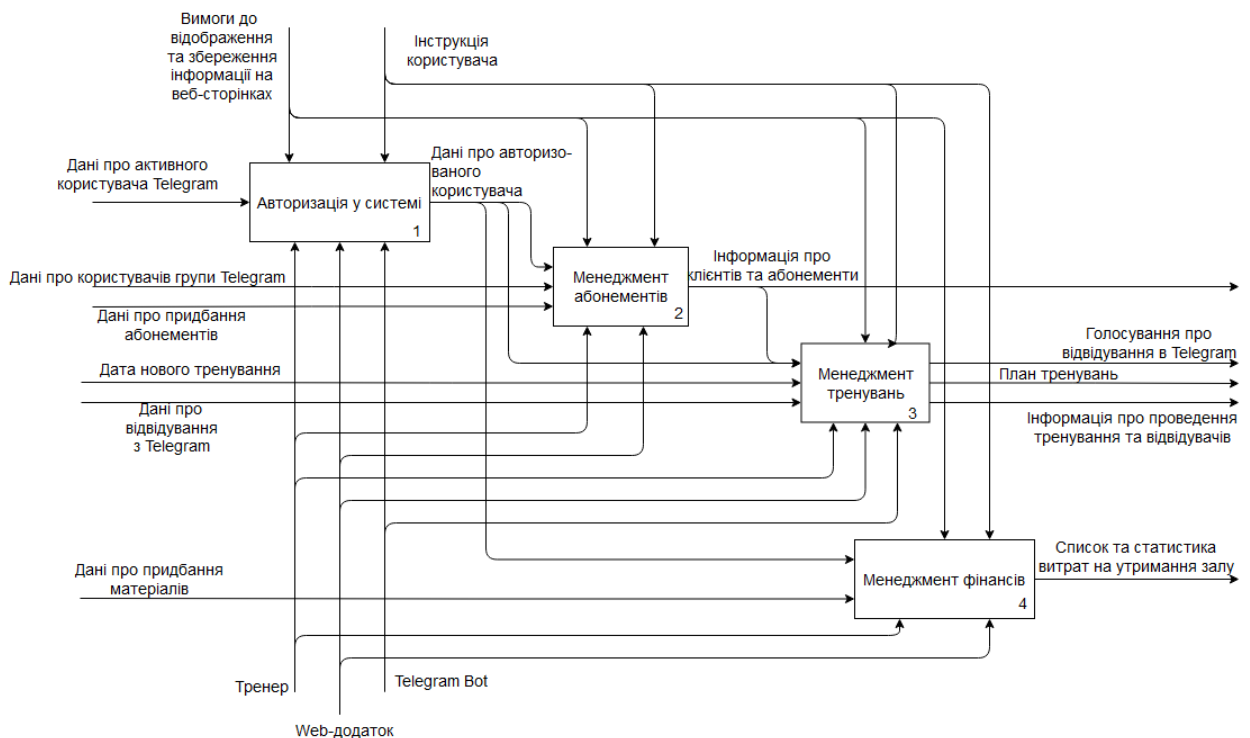 Вимоги до
відображення
та збереження
інформації на
веб-сторінках
Інструкція
користувача
Дані про активного
користувача Telegram
Авторизація у системі
1
Дані про авторизо-
ваного
користувача
Дані про користувачів групи Telegram
Дані про придбання
абонементів
Менеджмент
абонементів
2
Інформація про
клієнтів та абонементи
Дата нового тренування
Дані про
відвідування
з Telegram
Менеджмент
тренувань
3
Голосування про
відвідування в Telegram
План тренувань
Інформація про проведення
тренування та відвідувачів
Дані про придбання
матеріалів
Менеджмент фінансів
4
Список та статистика
витрат на утримання залу
Тренер
Telegram Bot
Web-додаток